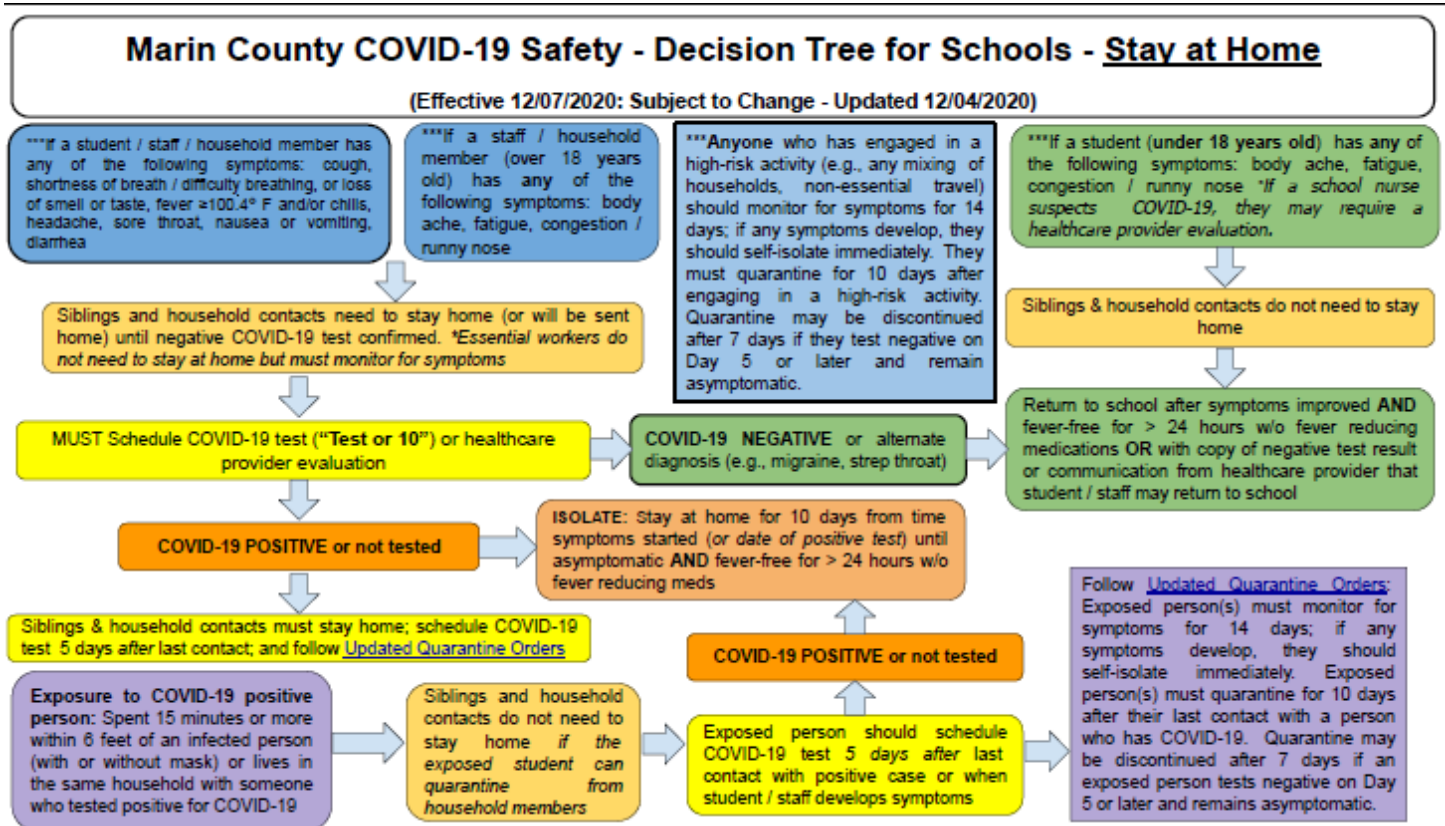 Marin County COVID-19 Safety - Decision Tree for Schools - Stay at Home
(Effective 12/07/2020: Subject to Change - Updated 12/04/2020)
***If a student / staff / household member has
any of the following symptoms: cough,
shortness of breath / difficulty breathing, or loss
of smell or taste, fever ≥100.4° F and/or chills,
headache, sore throat, nausea or vomiting,
diarrhea
***If a staff / household
member (over 18 years
old) has any of the
following symptoms: body
ache, fatigue, congestion /
runny nose
***Anyone who has engaged in a
high-risk activity (e.g., any mixing of
households, non-essential travel)
should monitor for symptoms for 14
days; if any symptoms develop, they
should self-isolate immediately. They
must quarantine for 10 days after
engaging in a high-risk activity.
Quarantine may be discontinued
after 7 days if they test negative on
Day 5 or later and remain
asymptomatic.
***If a student (under 18 years old) has any of
the following symptoms: body ache, fatigue,
congestion / runny nose *If a school nurse
suspects COVID-19, they may require a
healthcare provider evaluation.
Siblings and household contacts need to stay home (or will be sent
home) until negative COVID-19 test confirmed. *Essential workers do
not need to stay at home but must monitor for symptoms
Siblings & household contacts do not need to stay
home
MUST Schedule COVID-19 test ("Test or 10") or healthcare
provider evaluation
COVID-19 NEGATIVE or alternate
diagnosis (e.g., migraine, strep throat)
Return to school after symptoms improved AND
fever-free for > 24 hours w/o fever reducing
medications OR with copy of negative test result
or communication from healthcare provider that
student / staff may return to school
COVID-19 POSITIVE or not tested
ISOLATE: Stay at home for 10 days from time
symptoms started (or date of positive test) until
asymptomatic AND fever-free for > 24 hours w/o
fever reducing meds
Siblings & household contacts must stay home; schedule COVID-19
test 5 days after last contact; and follow Updated Quarantine Orders
Exposure to COVID-19 positive
person: Spent 15 minutes or more
within 6 feet of an infected person
(with or without mask) or lives in
the same household with someone
who tested positive for COVID-19
Siblings and household
contacts do not need to
stay home if the
exposed student can
quarantine from
household members
COVID-19 POSITIVE or not tested
Exposed person should schedule
COVID-19 test 5 days after last
contact with positive case or when
student / staff develops symptoms
Follow Updated Quarantine Orders:
Exposed person(s) must monitor for
symptoms for 14 days; if any
symptoms develop, they should
self-isolate immediately. Exposed
person(s) must quarantine for 10 days
after their last contact with a person
who has COVID-19. Quarantine may
be discontinued after 7 days if an
exposed person tests negative on Day
5 or later and remains asymptomatic.